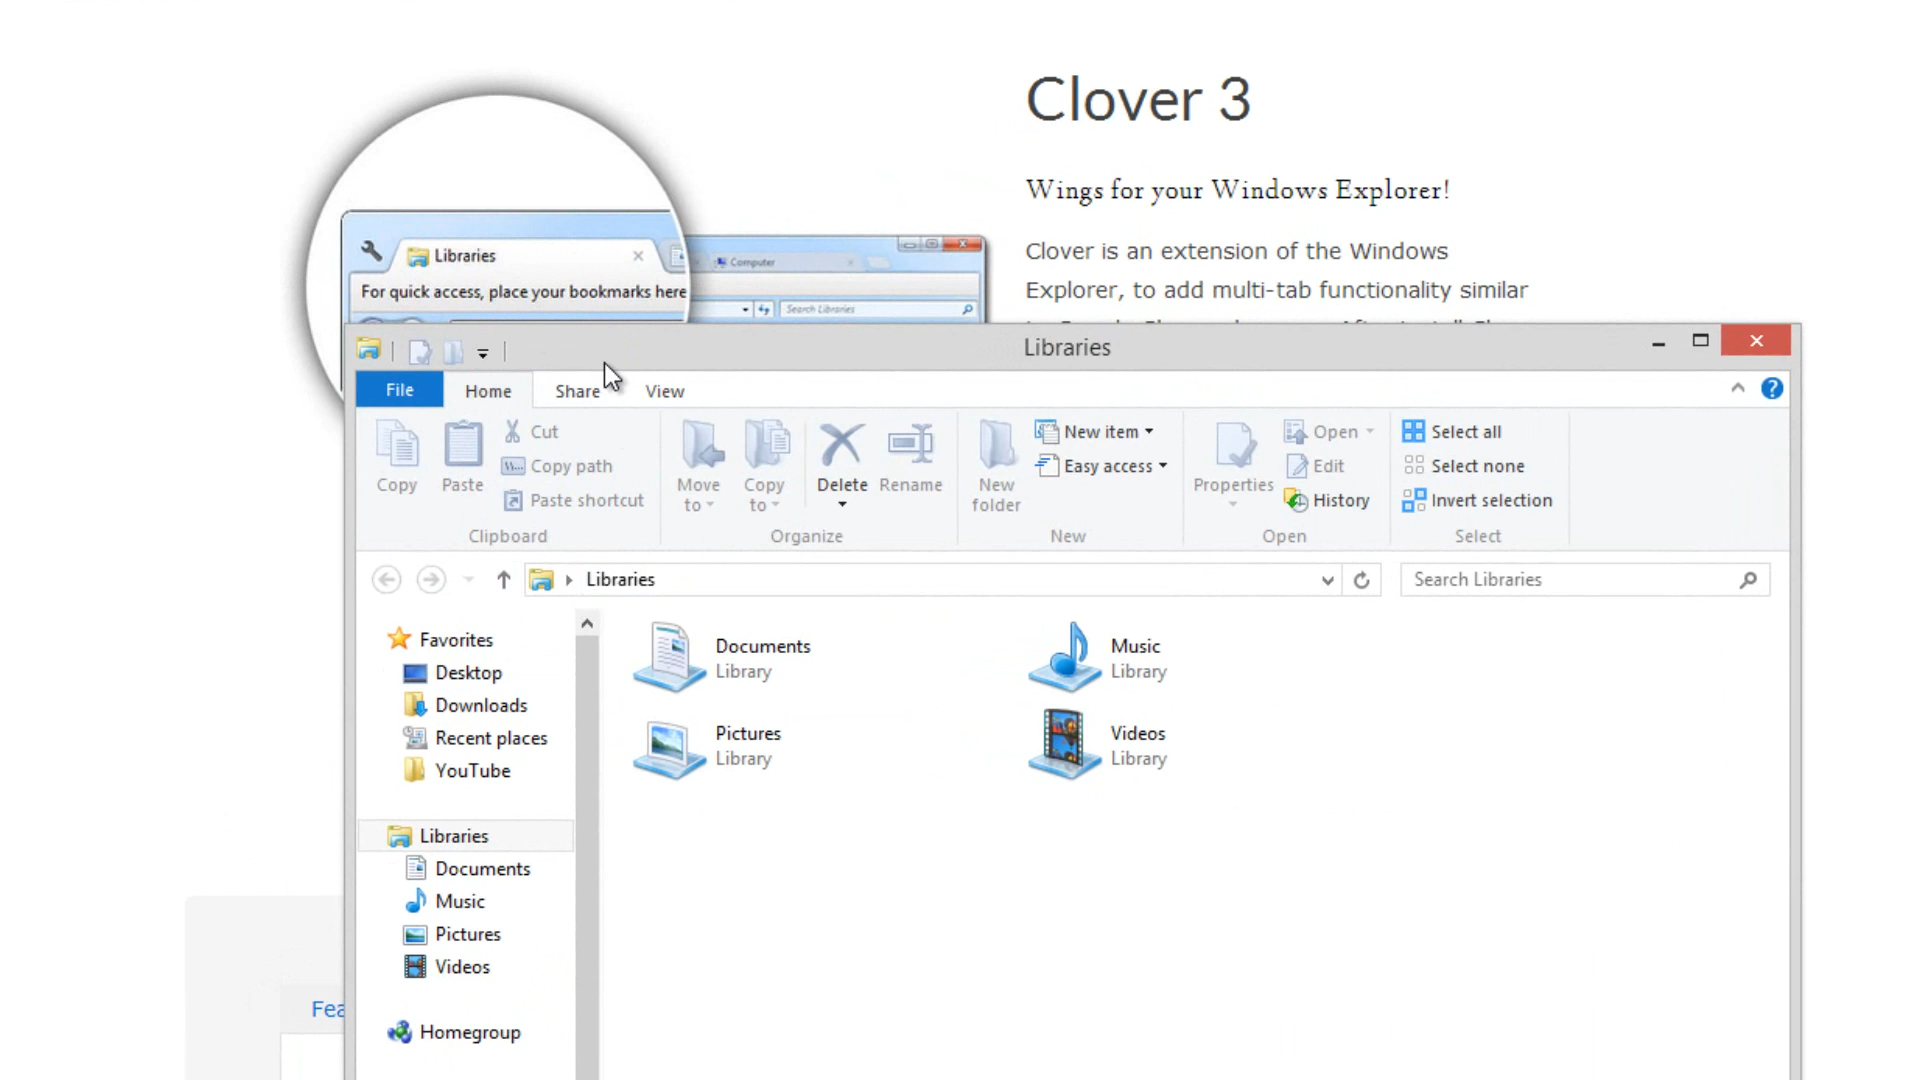 Clover 3
Wings for your Windows Explorer!
Clover is an extension of the Windows
Explorer, to add multi-tab functionality similar
Libraries
Computer
For quick access, place your bookmarks here
Search Libraries
Libraries
File
Home
Share
View
Copy
Paste
Cut
Copy path
Paste shortcut
Clipboard
Move to
Copy to
Delete
Rename
Organize
New folder
New item
Easy access
New
Properties
Open
Edit
History
Open
Select all
Select none
Invert selection
Select
Libraries
Search Libraries
Favorites
Desktop
Downloads
Recent places
YouTube
Libraries
Documents
Music
Pictures
Videos
Homegroup
Documents
Library
Music
Library
Pictures
Library
Videos
Library
Fea